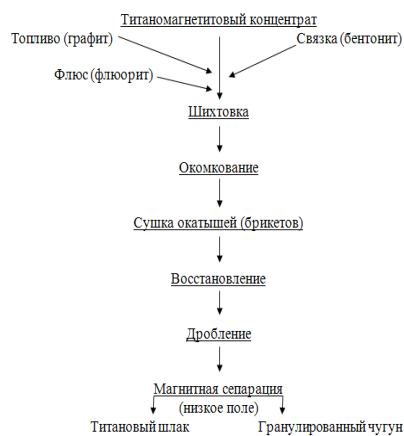 Титаномагнетитовый концентрат
Топливо (графит)
Связка (бентонит)
Флюс (флюорит)
Шихтовка
Окомкование
Сушка окатышей (брикетов)
Восстановление
Дробление
Магнитная сепарация
(низкое поле)
Титановый шлак
Гранулированный чугун